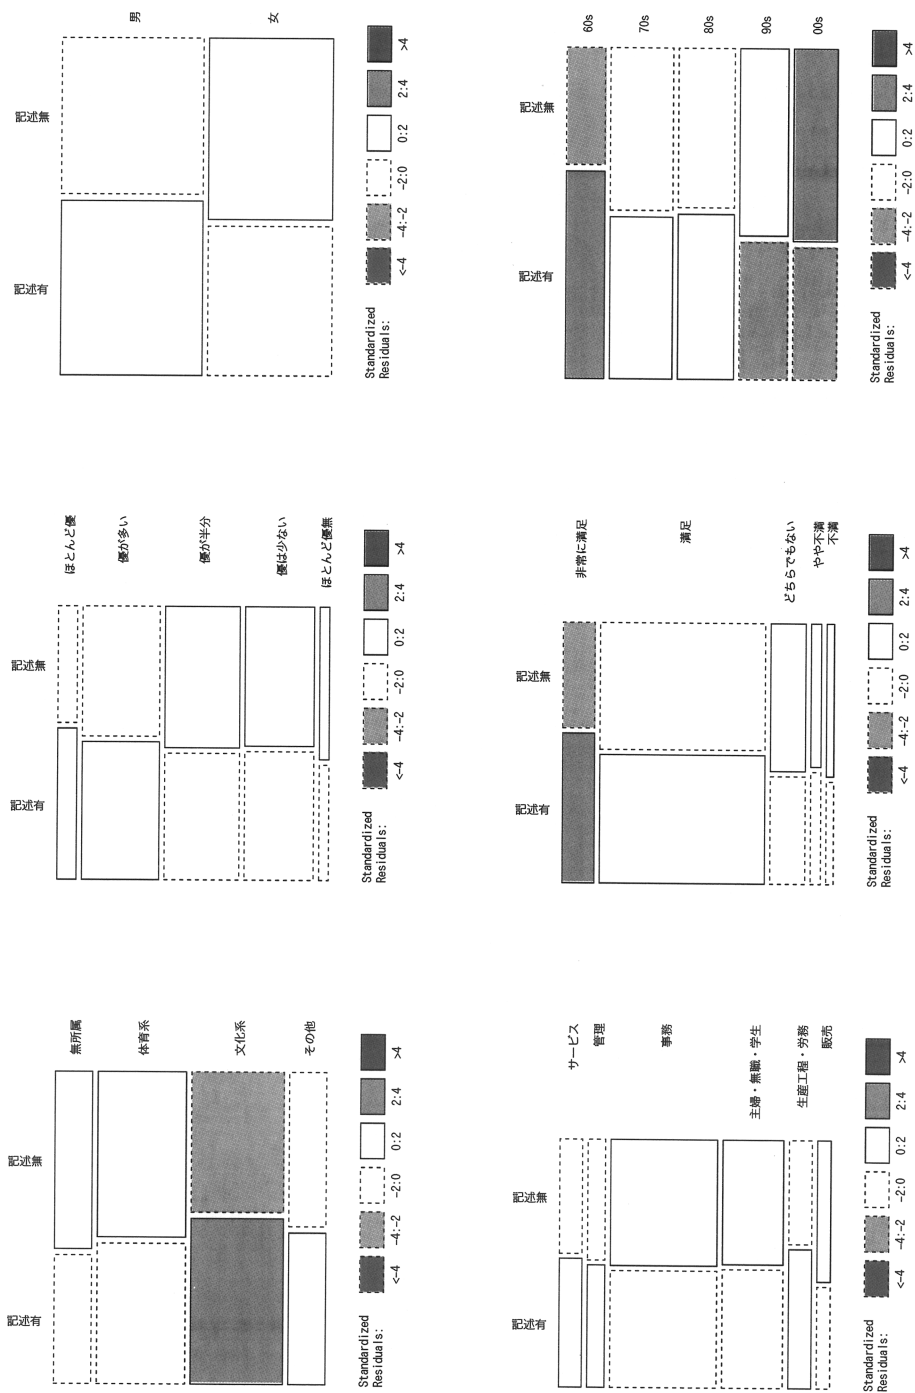 男
女
記述無
記述有
Standardized
Residuals:
<-4
-4:-2
-2:0
0:2
2:4
>4
60s
70s
80s
90s
00s
記述無
記述有
Standardized
Residuals:
<-4
-4:-2
-2:0
0:2
2:4
>4
ほとんど優
優が多い
優が半分
優は少ない
ほとんど優無
記述無
記述有
Standardized
Residuals:
<-4
-4:-2
-2:0
0:2
2:4
>4
非常に満足
満足
どちらでもない
やや不満
不満
記述無
記述有
Standardized
Residuals:
<-4
-4:-2
-2:0
0:2
2:4
>4
無所属
体育系
文化系
その他
記述無
記述有
Standardized
Residuals:
<-4
-4:-2
-2:0
0:2
2:4
>4
サービス
管理
事務
主婦・無職・学生
生産工程・労務
販売
記述無
記述有
Standardized
Residuals:
<-4
-4:-2
-2:0
0:2
2:4
>4